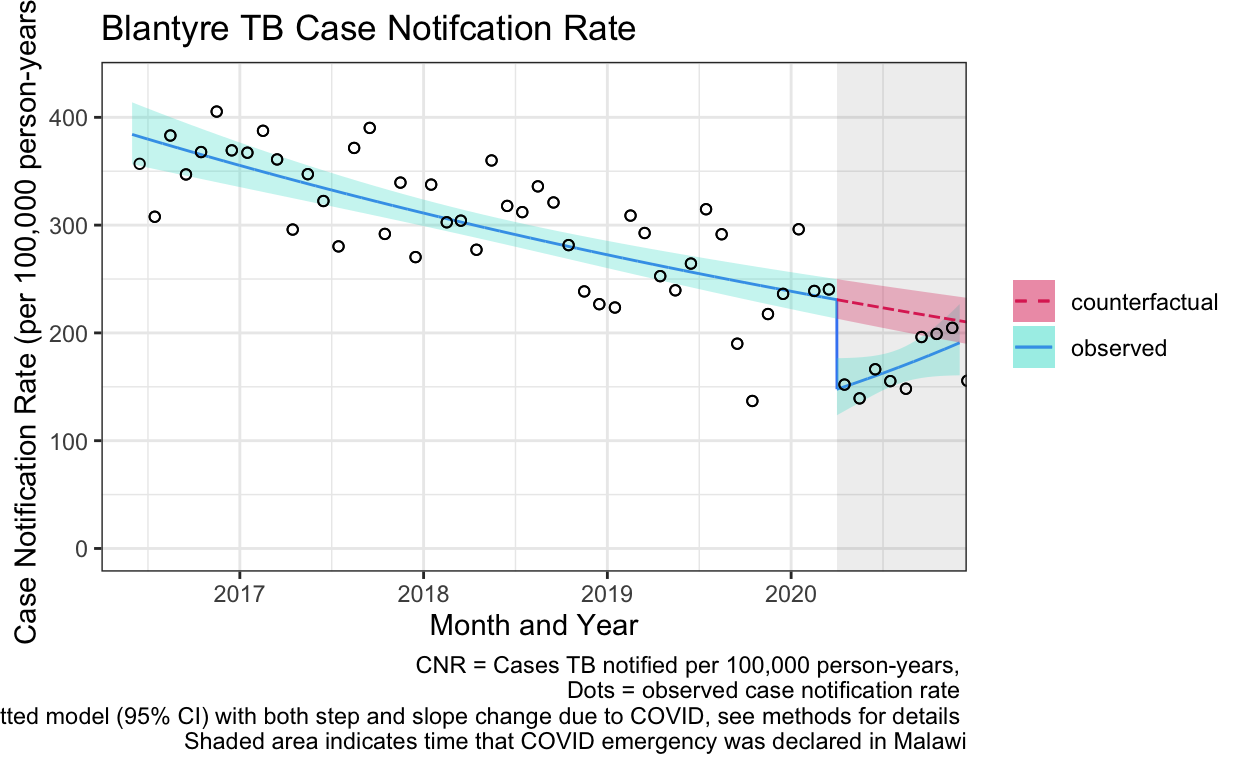 Blantyre TB Case Notifcation Rate
Case Notification Rate (per 100,000 person-years
400
300
200
100
0
2017
2018
2019
2020
Month and Year
counterfactual
observed
CNR = Cases TB notified per 100,000 person-years,
Dots = observed case notification rate
tted model (95% CI) with both step and slope change due to COVID, see methods for details
Shaded area indicates time that COVID emergency was declared in Malawi